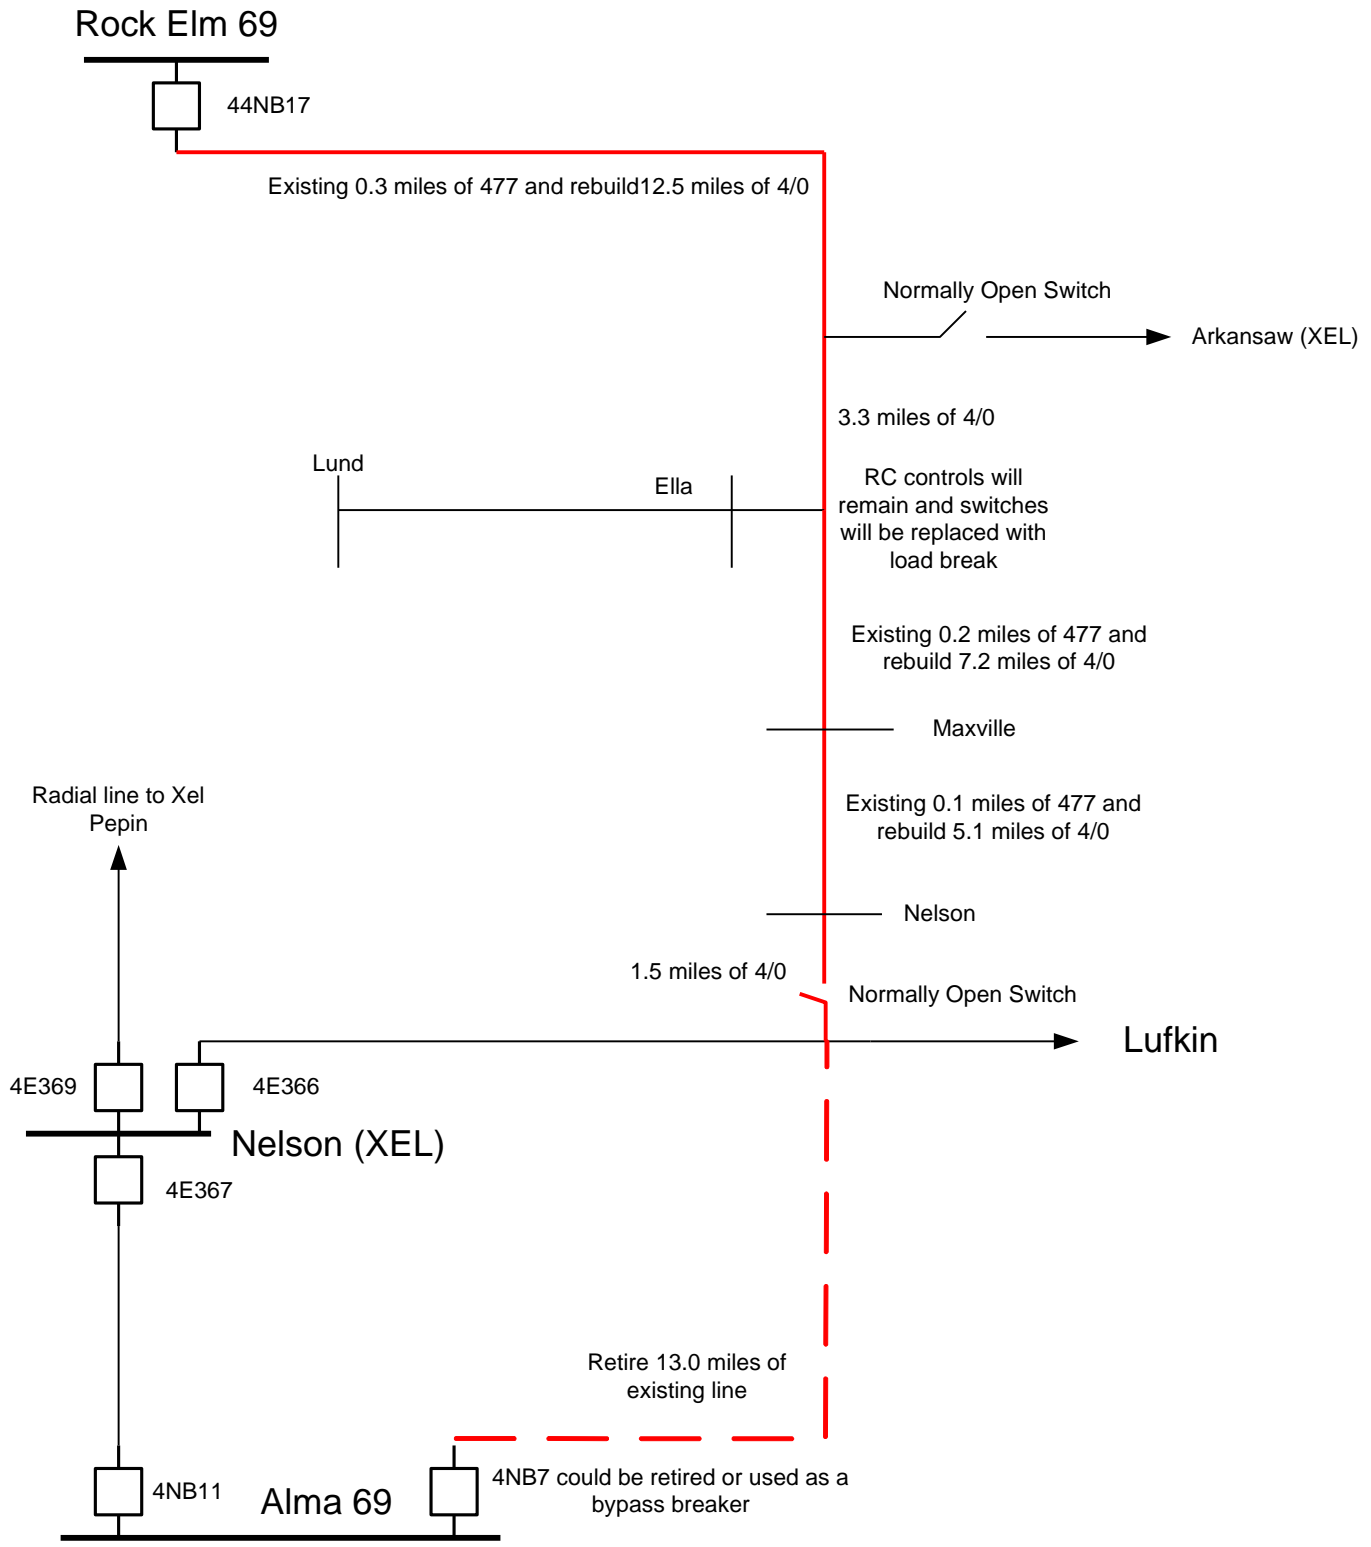 Rock Elm 69
44NB17
Existing 0.3 miles of 477 and rebuild12.5 miles of 4/0
Normally Open Switch
Arkansaw (XEL)
3.3 miles of 4/0
Lund
Ella
RC controls will
remain and switches
will be replaced with
load break
Existing 0.2 miles of 477 and
rebuild 7.2 miles of 4/0
Maxville
Radial line to Xel
Pepin
Existing 0.1 miles of 477 and
rebuild 5.1 miles of 4/0
Nelson
1.5 miles of 4/0
Normally Open Switch
Lufkin
4E369
4E366
Nelson (XEL)
4E367
Retire 13.0 miles of
existing line
4NB11
Alma 69
4NB7 could be retired or used as a
bypass breaker